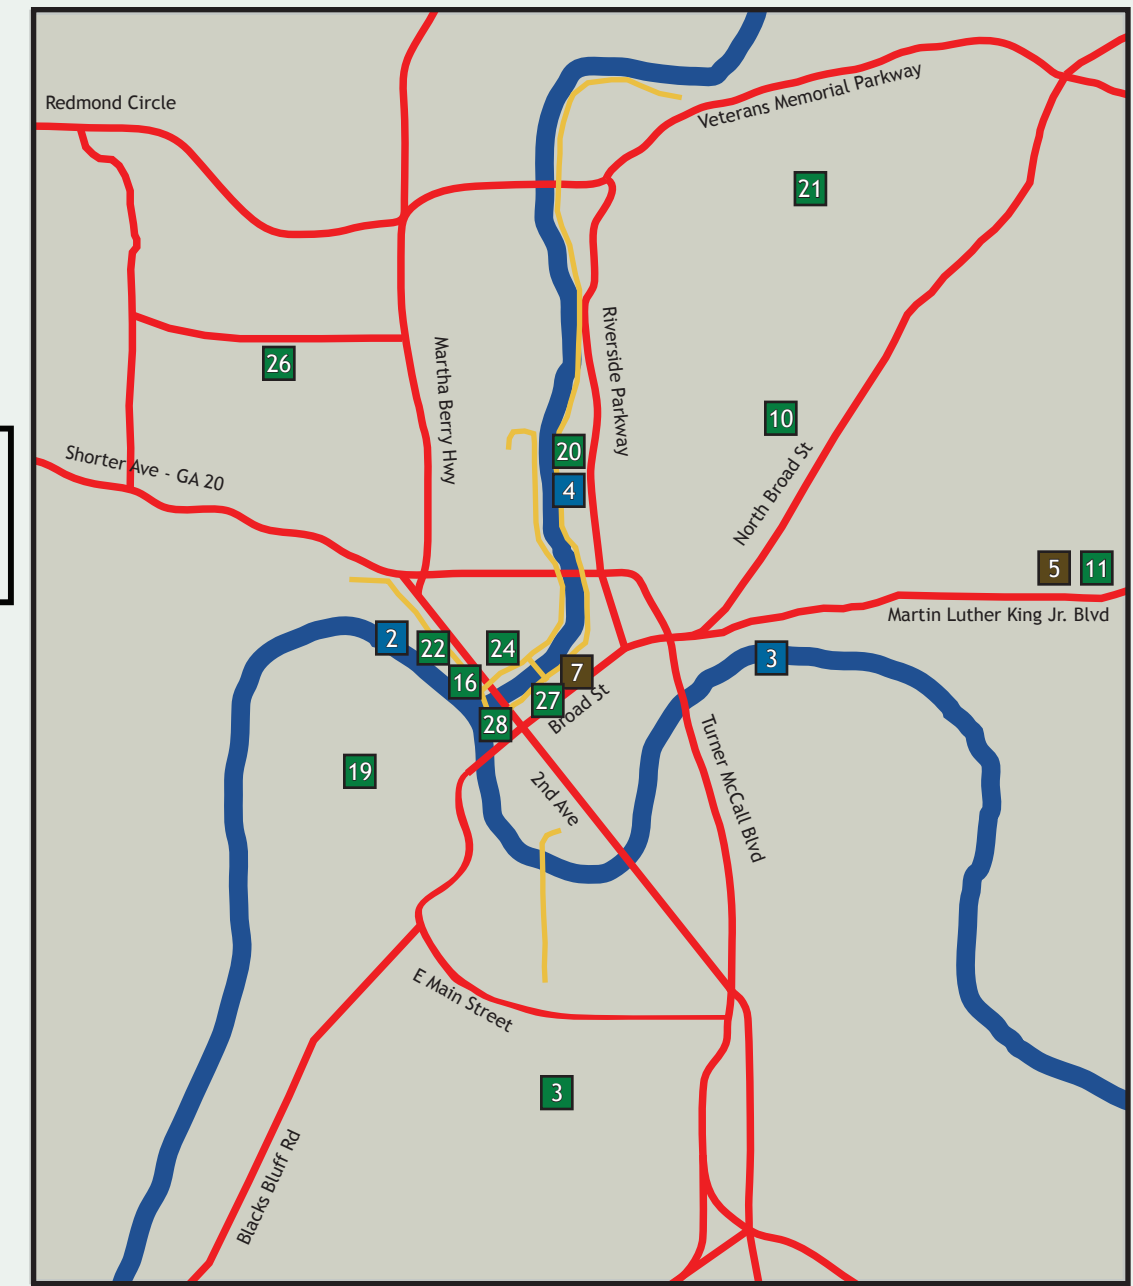 Redmond Circle
Veterans Memorial Parkway
21
Riverside Parkway
Martha Berry Hwy
26
10
20
4
North Broad St
Shorter Ave - GA 20
5
11
Martin Luther King Jr. Blvd
2
22
24
3
7
16
27
28
Broad St
19
2nd Ave
Turner McCall Blvd
E Main Street
3
Blacks Bluff Rd